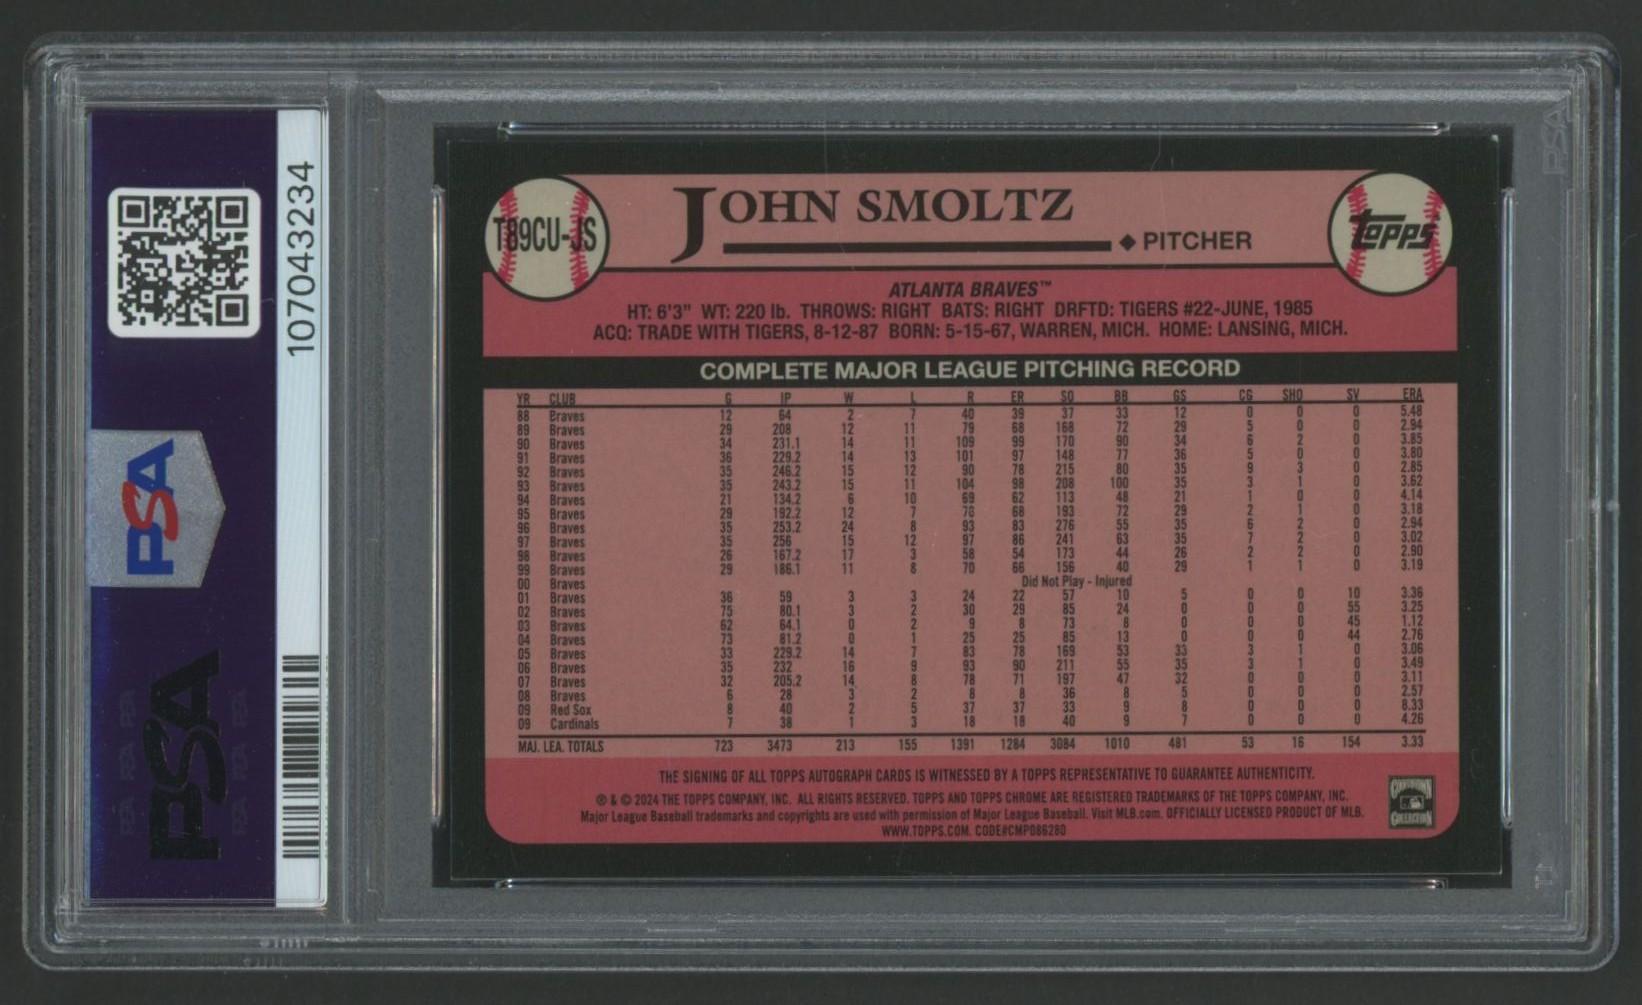 PSA
107043234
PSA
T89CU-JS
JOHN SMOLTZ
◆ PITCHER
topps
ATLANTA BRAVES™
HT: 6'3" WT: 220 lb. THROWS: RIGHT BATS: RIGHT DRFTD: TIGERS #22-JUNE, 1985
ACQ: TRADE WITH TIGERS, 8-12-87 BORN: 5-15-67, WARREN, MICH. HOME: LANSING, MICH.
COMPLETE MAJOR LEAGUE PITCHING RECORD
YR CLUB G IP W L R ER SO BB GS CG SHO SV ERA
88 Braves 12 64 2 7 40 39 37 33 12 0 0 0 5.48
89 Braves 29 208 12 11 79 68 168 72 29 5 0 0 2.94
90 Braves 34 231.1 14 11 109 99 170 90 34 6 2 0 3.85
91 Braves 36 229.2 14 13 101 97 148 77 36 5 0 0 3.80
92 Braves 35 246.2 15 12 90 78 215 80 35 9 3 0 2.85
93 Braves 35 243.2 15 11 104 98 208 100 35 3 1 0 3.62
94 Braves 21 134.2 6 10 69 62 113 48 21 1 0 0 4.14
95 Braves 29 192.2 12 7 76 68 193 72 29 2 1 0 3.18
96 Braves 35 253.2 24 8 93 83 276 55 35 6 2 0 2.94
97 Braves 35 256 15 12 97 86 241 63 35 7 2 0 3.02
98 Braves 26 167.2 17 3 58 54 173 44 26 2 2 0 2.90
99 Braves 29 186.1 11 8 70 66 156 40 29 1 1 0 3.19
00 Braves Did Not Play - Injured
01 Braves 36 59 3 3 24 22 57 10 5 0 0 10 3.36
02 Braves 75 80.1 3 2 30 29 85 24 0 0 0 55 3.25
03 Braves 62 64.1 0 2 9 8 73 8 0 0 0 45 1.12
04 Braves 73 81.2 0 1 25 25 85 13 0 0 0 44 2.76
05 Braves 33 229.2 14 7 83 78 169 53 33 3 1 0 3.06
06 Braves 35 232 16 9 93 90 211 55 35 3 1 0 3.49
07 Braves 32 205.2 14 8 78 71 197 47 32 0 0 0 3.11
08 Braves 6 28 3 2 8 8 36 8 5 0 0 0 2.57
09 Red Sox 8 40 2 5 37 37 33 9 8 0 0 0 8.33
09 Cardinals 7 38 1 3 18 18 40 9 7 0 0 0 4.26
MAJ. LEA. TOTALS 723 3473 213 155 1391 1284 3084 1010 481 53 16 154 3.33
THE SIGNING OF ALL TOPPS AUTOGRAPH CARDS IS WITNESSED BY A TOPPS REPRESENTATIVE TO GUARANTEE AUTHENTICITY.
® & © 2024 THE TOPPS COMPANY, INC. ALL RIGHTS RESERVED. TOPPS AND TOPPS CHROME ARE REGISTERED TRADEMARKS OF THE TOPPS COMPANY, INC.
Major League Baseball trademarks and copyrights are used with permission of Major League Baseball. Visit MLB.com. OFFICIALLY LICENSED PRODUCT OF MLB.
WWW.TOPPS.COM. CODE#CMP086280
COOPERSTOWN
COLLECTION
PSA